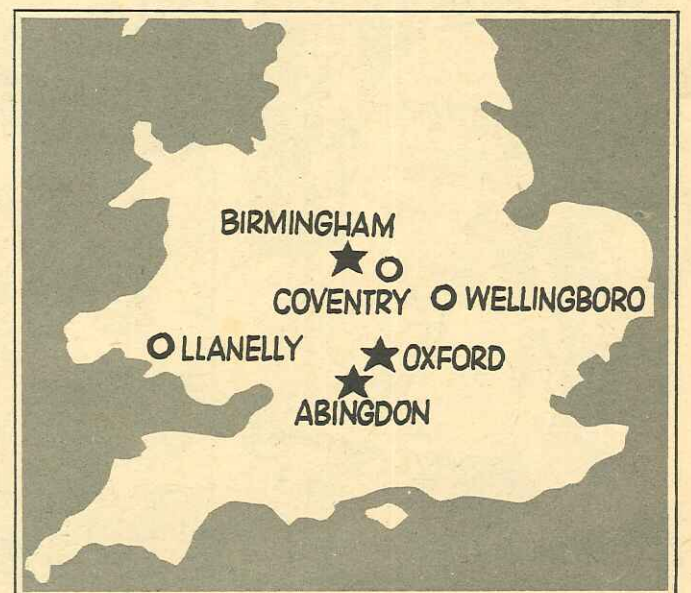 BIRMINGHAM
COVENTRY
WELLINGBORO
LLANELLY
OXFORD
ABINGDON